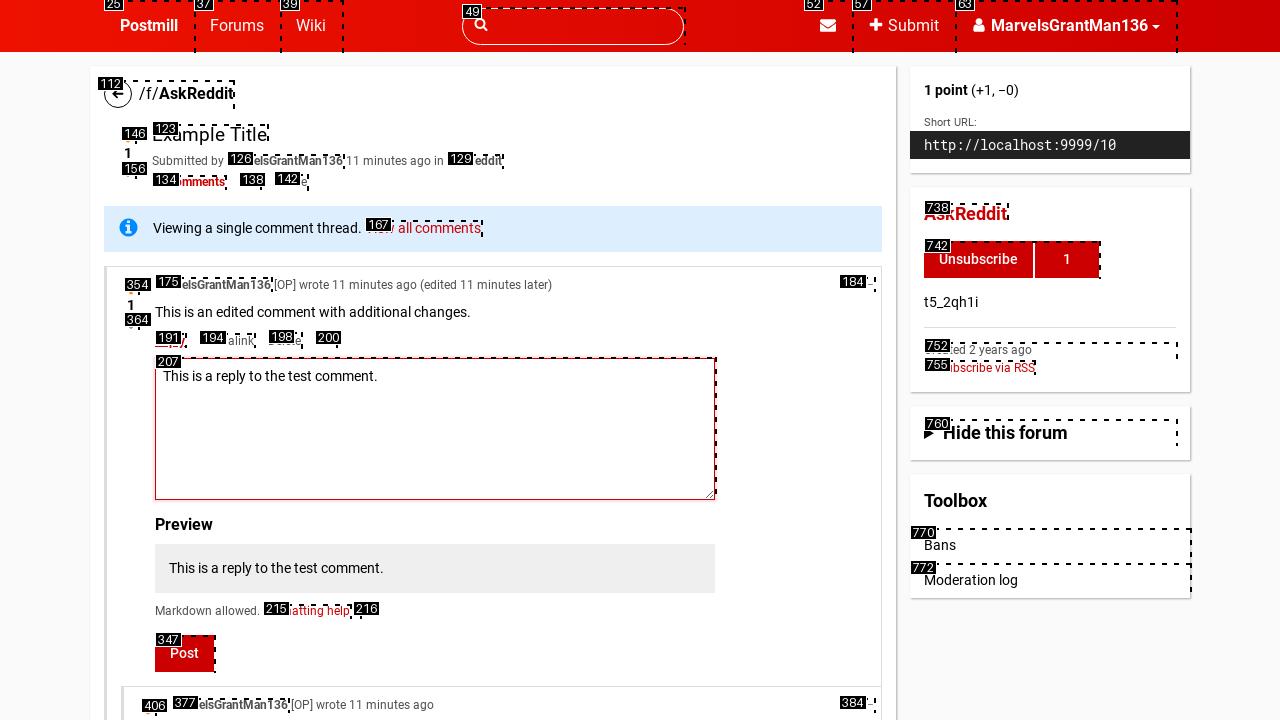 Postmill
Forums
Wiki
Submit
MarvelsGrantMan136
25
37
39
49
52
57
63
112
/f/AskReddit
146
123
Example Title
1
Submitted by 126 elsGrantMan136 11 minutes ago in 129 eddit
156
134 mments
138
142 e
Viewing a single comment thread. 167 all comments
354
175 elsGrantMan136 [OP] wrote 11 minutes ago (edited 11 minutes later)
184
1
This is an edited comment with additional changes.
364
191
194 alink
198
200
207
This is a reply to the test comment.
Preview
This is a reply to the test comment.
Markdown allowed. 215 atting help 216
347
Post
406
377 elsGrantMan136 [OP] wrote 11 minutes ago
384
1 point (+1, −0)
Short URL:
http://localhost:9999/10
738
AskReddit
742
Unsubscribe
1
t5_2qh1i
752 ed 2 years ago
755 bscribe via RSS
760
Hide this forum
Toolbox
770
Bans
772
Moderation log